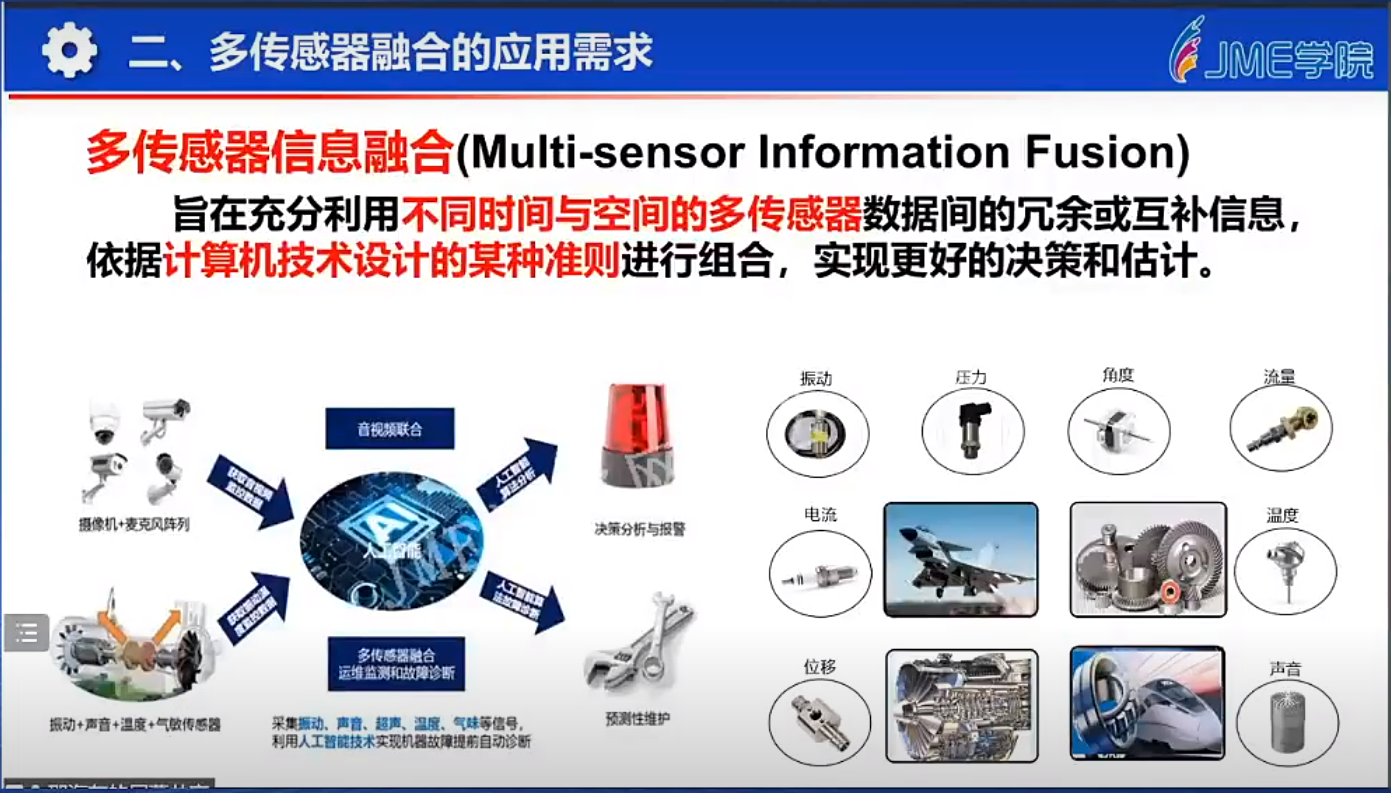 二、多传感器融合的应用需求
JME学院
多传感器信息融合(Multi-sensor Information Fusion)
旨在充分利用不同时间与空间的多传感器数据间的冗余或互补信息，
依据计算机技术设计的某种准则进行组合，实现更好的决策和估计。
摄像机+麦克风阵列
获取音视频
监控数据
音视频联合
AI
人工智能
JME
人工智能
算法分析
决策分析与报警
振动+声音+温度+气敏传感器
多传感器融合
运维监测和故障诊断
采集振动、声音、超声、温度、气味等信号，
利用人工智能技术实现机器故障提前自动诊断
人工智能算
法故障诊断
预测性维护
振动
压力
角度
流量
电流
温度
位移
声音